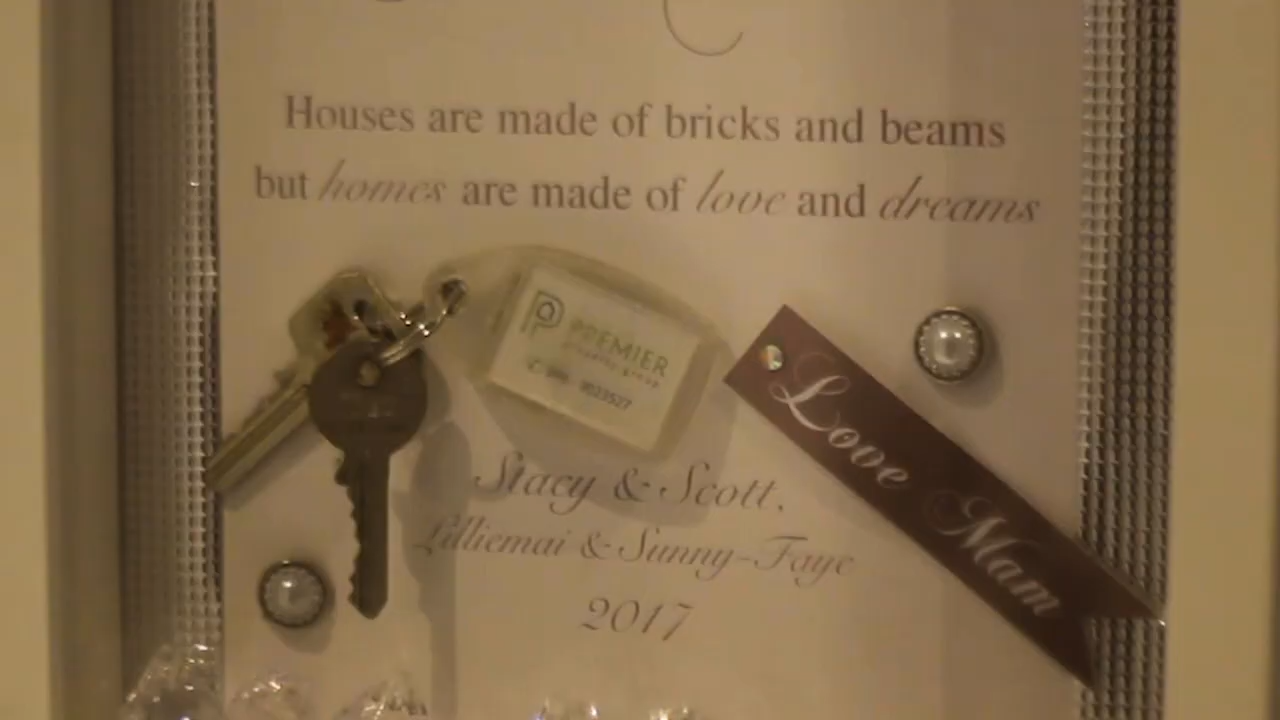 Houses are made of bricks and beams
but homes are made of love and dreams
P PREMIER
property group
9023527
Love Mam
Stacy & Scott,
Lilliemai & Sunny-Faye
2017